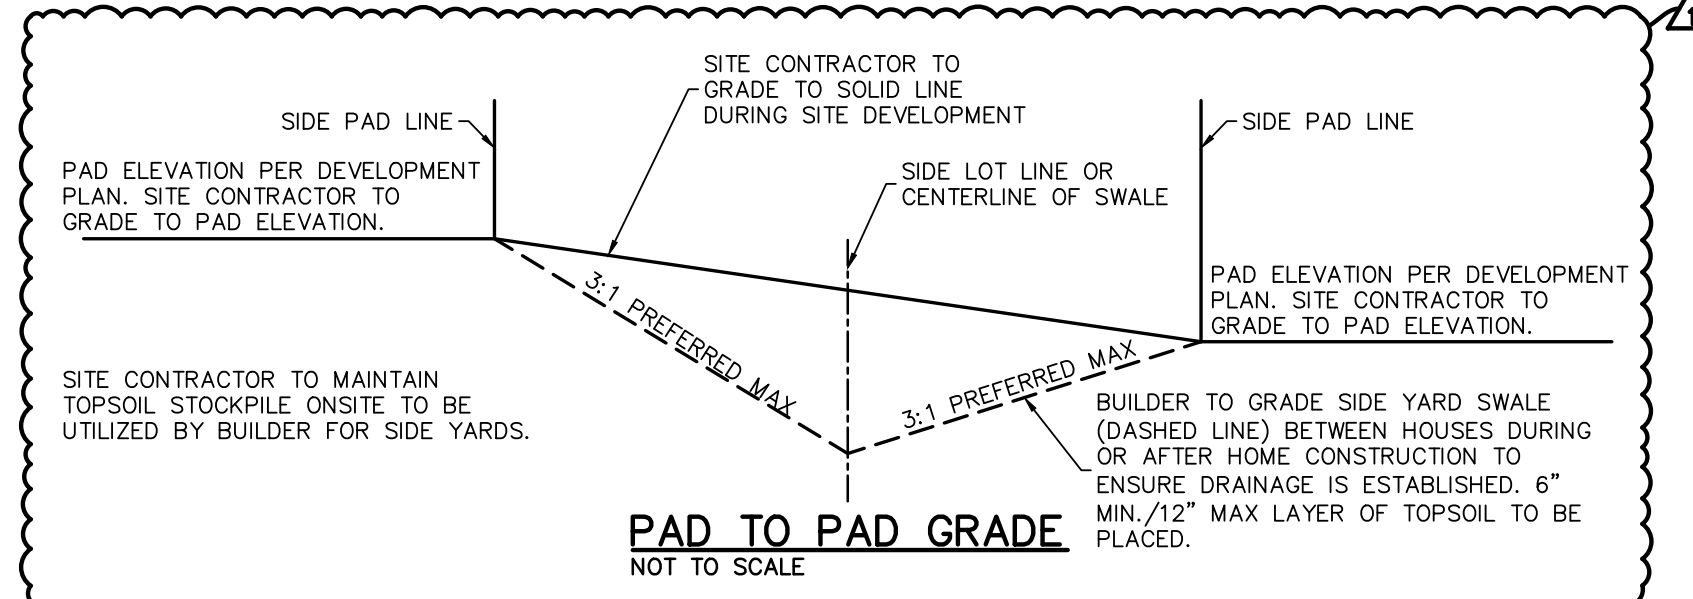 SITE CONTRACTOR TO
GRADE TO SOLID LINE
DURING SITE DEVELOPMENT
SIDE PAD LINE
SIDE PAD LINE
PAD ELEVATION PER DEVELOPMENT
PLAN. SITE CONTRACTOR TO
GRADE TO PAD ELEVATION.
SIDE LOT LINE OR
CENTERLINE OF SWALE
PAD ELEVATION PER DEVELOPMENT
PLAN. SITE CONTRACTOR TO
GRADE TO PAD ELEVATION.
3:1 PREFERRED MAX
3:1 PREFERRED MAX
SITE CONTRACTOR TO MAINTAIN
TOPSOIL STOCKPILE ONSITE TO BE
UTILIZED BY BUILDER FOR SIDE YARDS.
BUILDER TO GRADE SIDE YARD SWALE
(DASHED LINE) BETWEEN HOUSES DURING
OR AFTER HOME CONSTRUCTION TO
ENSURE DRAINAGE IS ESTABLISHED. 6”
MIN./12” MAX LAYER OF TOPSOIL TO BE
PLACED.
PAD TO PAD GRADE
NOT TO SCALE